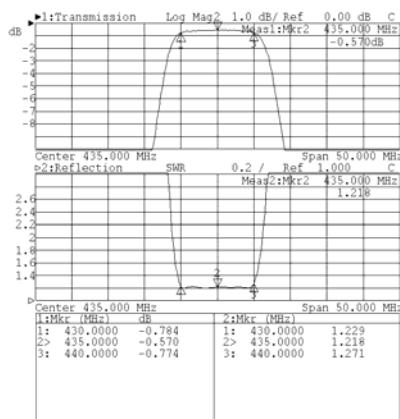 ►1:Transmission Log Mag2 1.0 dB/ Ref 0.00 dB C
dB Meas1:Mkr2 435.000 MHz
-0.570dB
-2
-3
-4
-5
-6
-7
-8
Center 435.000 MHz Span 50.000 MHz
▷2:Reflection SWR 0.2 / Ref 1.000 C
Meas2:Mkr2 435.000 MHz
1.218
2.6
2.4
2.2
2
1.8
1.6
1.4
2
3
Center 435.000 MHz Span 50.000 MHz
1:Mkr (MHz) dB 2:Mkr (MHz)
1: 430.0000 -0.784 1: 430.0000 1.229
2> 435.0000 -0.570 2> 435.0000 1.218
3: 440.0000 -0.774 3: 440.0000 1.271